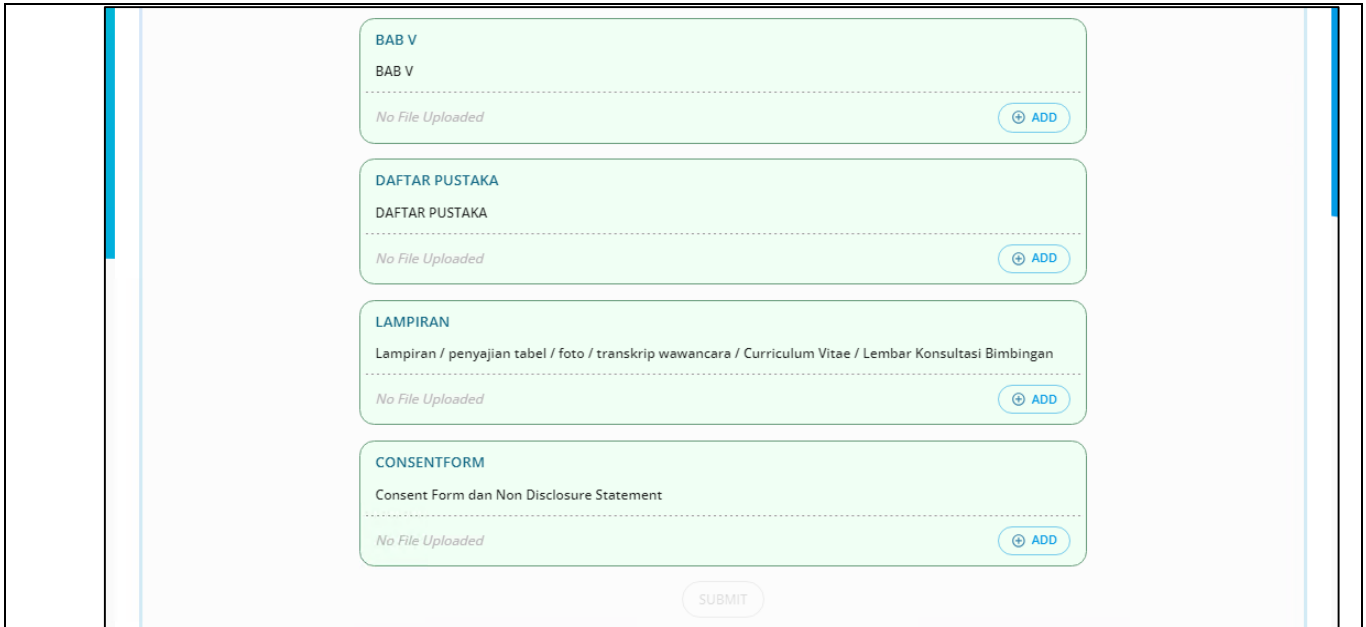 BAB V
BAB V
No File Uploaded
ADD
DAFTAR PUSTAKA
DAFTAR PUSTAKA
No File Uploaded
ADD
LAMPIRAN
Lampiran / penyajian tabel / foto / transkrip wawancara / Curriculum Vitae / Lembar Konsultasi Bimbingan
No File Uploaded
ADD
CONSENTFORM
Consent Form dan Non Disclosure Statement
No File Uploaded
ADD
SUBMIT